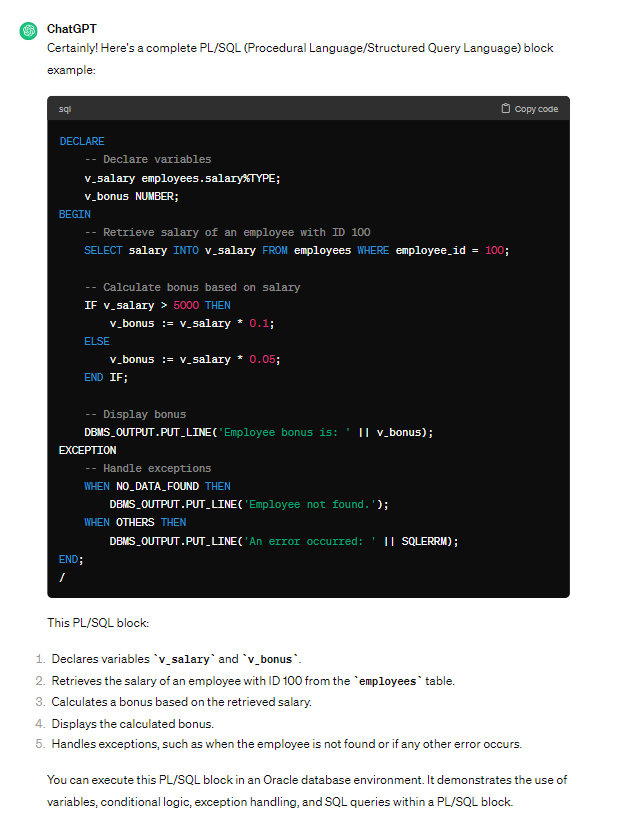 ChatGPT
Certainly! Here's a complete PL/SQL (Procedural Language/Structured Query Language) block
example:
sql
Copy code
DECLARE
    -- Declare variables
    v_salary employees.salary%TYPE;
    v_bonus NUMBER;
BEGIN
    -- Retrieve salary of an employee with ID 100
    SELECT salary INTO v_salary FROM employees WHERE employee_id = 100;

    -- Calculate bonus based on salary
    IF v_salary > 5000 THEN
        v_bonus := v_salary * 0.1;
    ELSE
        v_bonus := v_salary * 0.05;
    END IF;

    -- Display bonus
    DBMS_OUTPUT.PUT_LINE('Employee bonus is: ' || v_bonus);
EXCEPTION
    -- Handle exceptions
    WHEN NO_DATA_FOUND THEN
        DBMS_OUTPUT.PUT_LINE('Employee not found.');
    WHEN OTHERS THEN
        DBMS_OUTPUT.PUT_LINE('An error occurred: ' || SQLERRM);
END;
/
This PL/SQL block:
1. Declares variables `v_salary` and `v_bonus`.
2. Retrieves the salary of an employee with ID 100 from the `employees` table.
3. Calculates a bonus based on the retrieved salary.
4. Displays the calculated bonus.
5. Handles exceptions, such as when the employee is not found or if any other error occurs.
You can execute this PL/SQL block in an Oracle database environment. It demonstrates the use of
variables, conditional logic, exception handling, and SQL queries within a PL/SQL block.